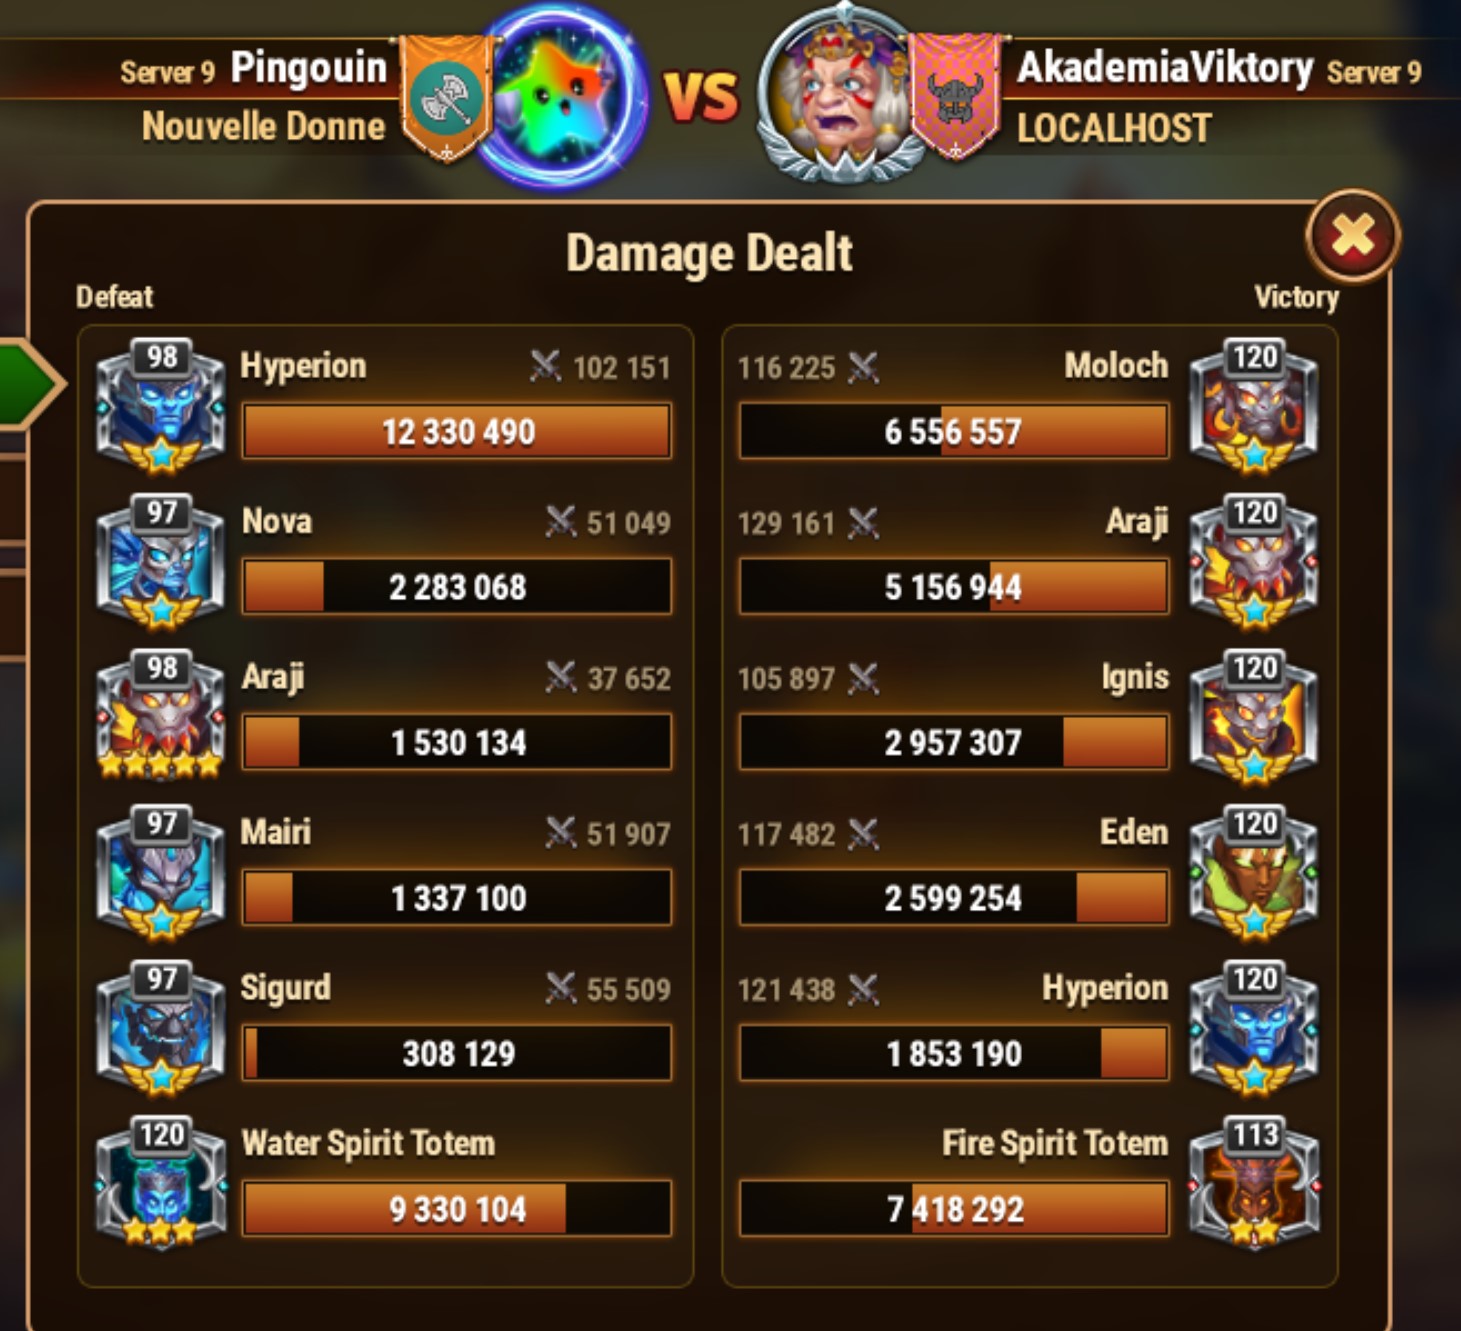 Server 9 Pingouin
Nouvelle Donne
VS
AkademiaViktory Server 9
LOCALHOST
Damage Dealt
Defeat
Victory
98
Hyperion
102 151
12 330 490
97
Nova
51 049
2 283 068
98
Araji
37 652
1 530 134
97
Mairi
51 907
1 337 100
97
Sigurd
55 509
308 129
120
Water Spirit Totem
9 330 104
116 225
Moloch
120
6 556 557
129 161
Araji
120
5 156 944
105 897
Ignis
120
2 957 307
117 482
Eden
120
2 599 254
121 438
Hyperion
120
1 853 190
Fire Spirit Totem
113
7 418 292